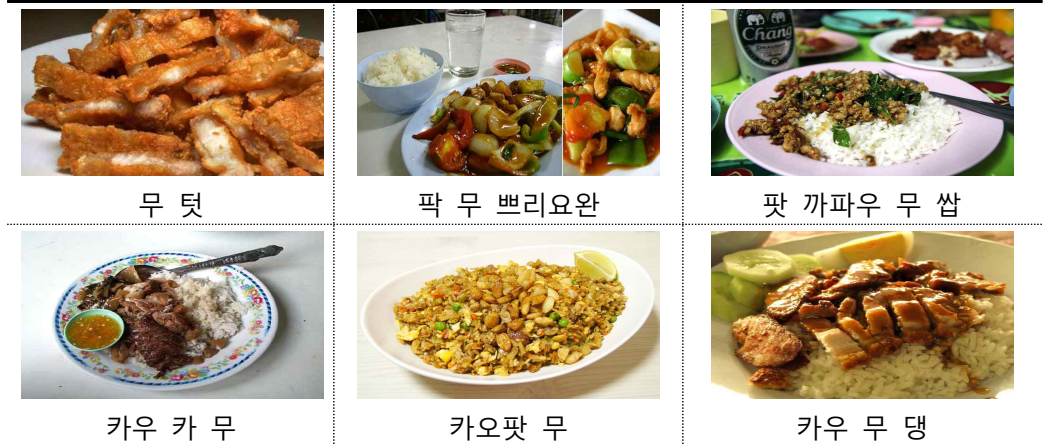 Chang
무 텃
팍 무 쁘리요완
팟 까파우 무 쌉
카우 카 무
카오팟 무
카우 무 댕